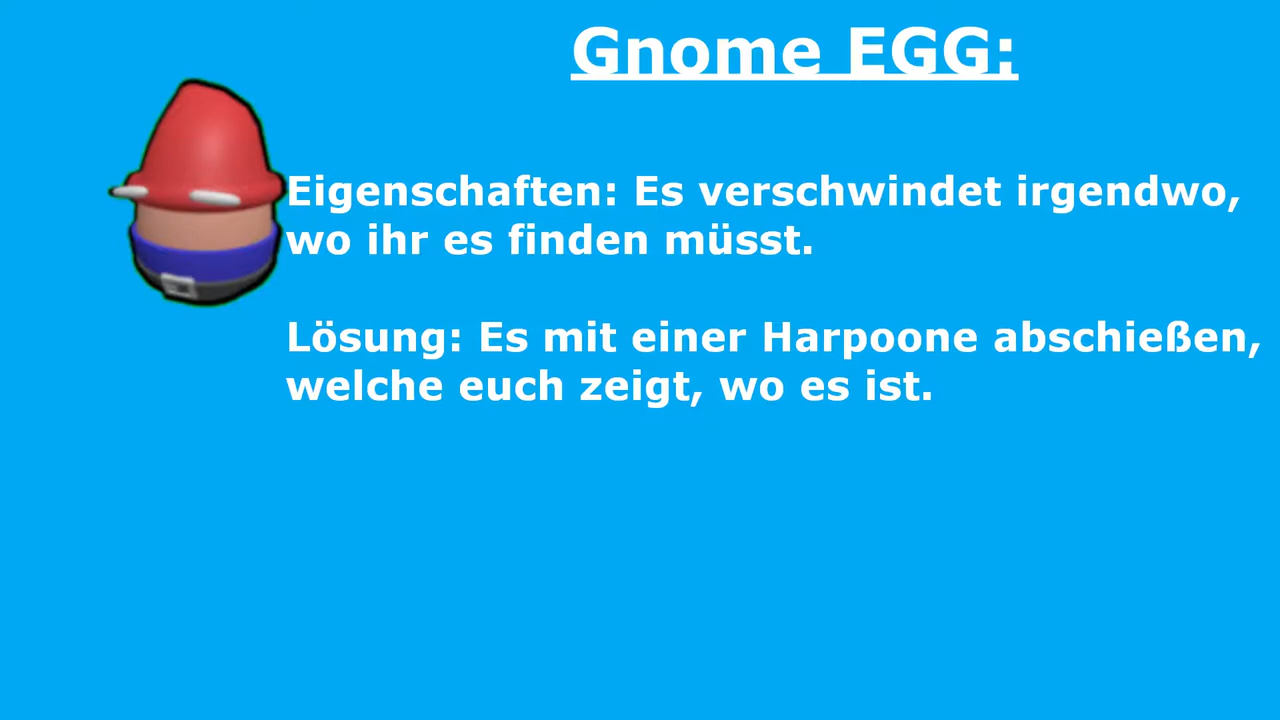 Gnome EGG:
Eigenschaften: Es verschwindet irgendwo,
wo ihr es finden müsst.
Lösung: Es mit einer Harpoone abschießen,
welche euch zeigt, wo es ist.